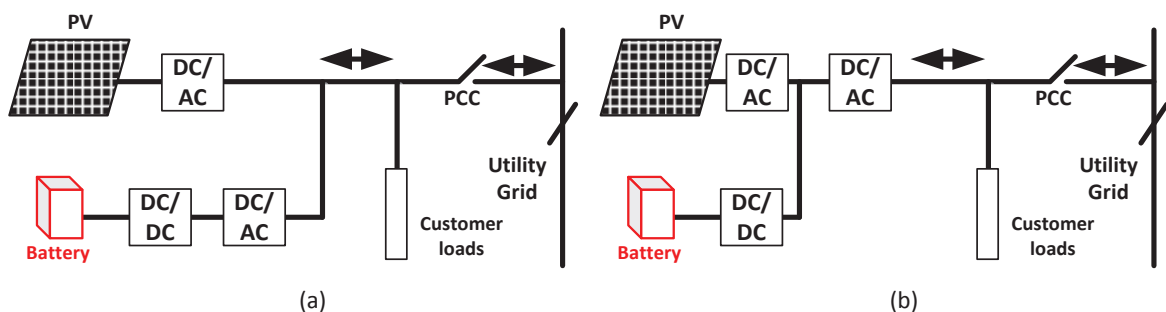 PV
DC/
AC
PCC
Utility
Grid
DC/
DC
DC/
AC
Battery
Customer
loads
(a)
PV
DC/
AC
DC/
AC
PCC
Utility
Grid
DC/
DC
Battery
Customer
loads
(b)